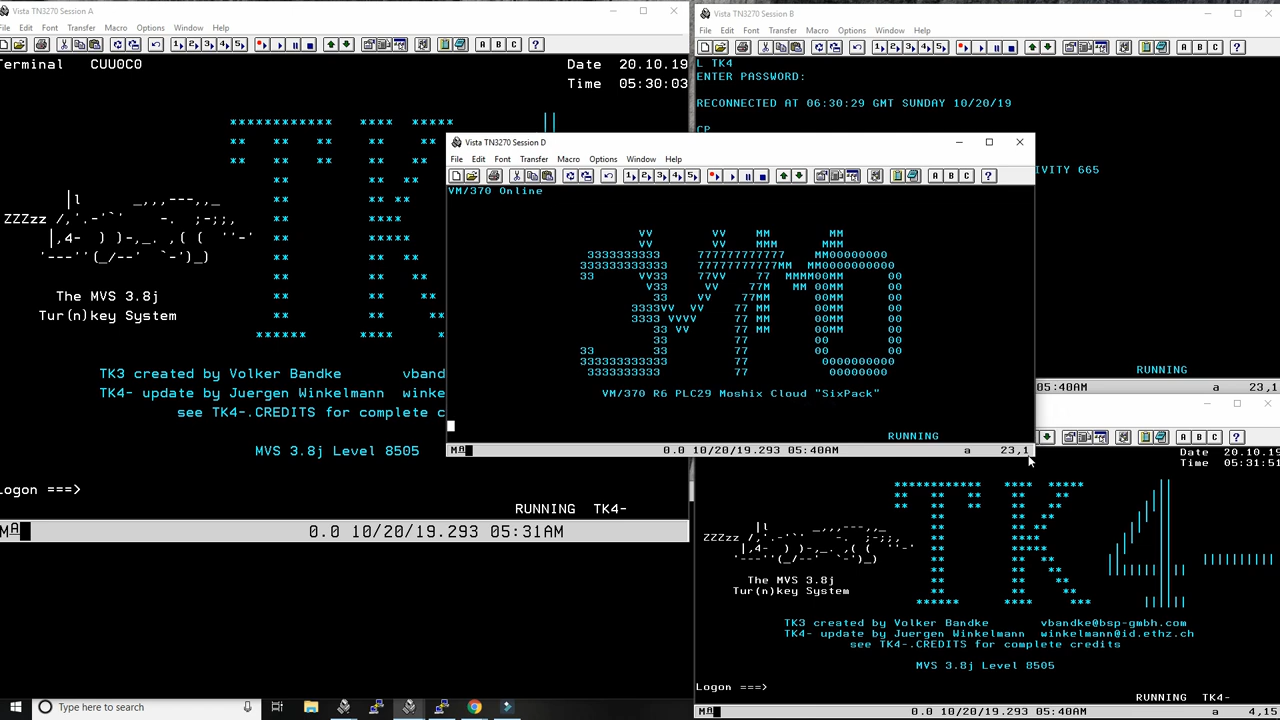 Vista TN3270 Session A
File Edit Font Transfer Macro Options Window Help
Terminal CUU0C0
Date 20.10.19
Time 05:30:03
The MVS 3.8j
Tur(n)key System
TK3 created by Volker Bandke vband
TK4- update by Juergen Winkelmann winke
see TK4-.CREDITS for complete c
MVS 3.8j Level 8505
Logon ===>
RUNNING TK4-
0.0 10/20/19.293 05:31AM
Vista TN3270 Session B
File Edit Font Transfer Macro Options Window Help
L TK4
ENTER PASSWORD:
RECONNECTED AT 06:30:29 GMT SUNDAY 10/20/19
CP
IVITY 665
RUNNING
05:40AM a 23,1
Vista TN3270 Session D
File Edit Font Transfer Macro Options Window Help
VM/370 Online
VM/370 R6 PLC29 Moshix Cloud "SixPack"
RUNNING
0.0 10/20/19.293 05:40AM a 23,1
Date 20.10.19
Time 05:31:51
The MVS 3.8j
Tur(n)key System
TK3 created by Volker Bandke vbandke@bsp-gmbh.com
TK4- update by Juergen Winkelmann winkelmann@id.ethz.ch
see TK4-.CREDITS for complete credits
MVS 3.8j Level 8505
Logon ===>
RUNNING TK4-
0.0 10/20/19.293 05:40AM a 4,15
Type here to search